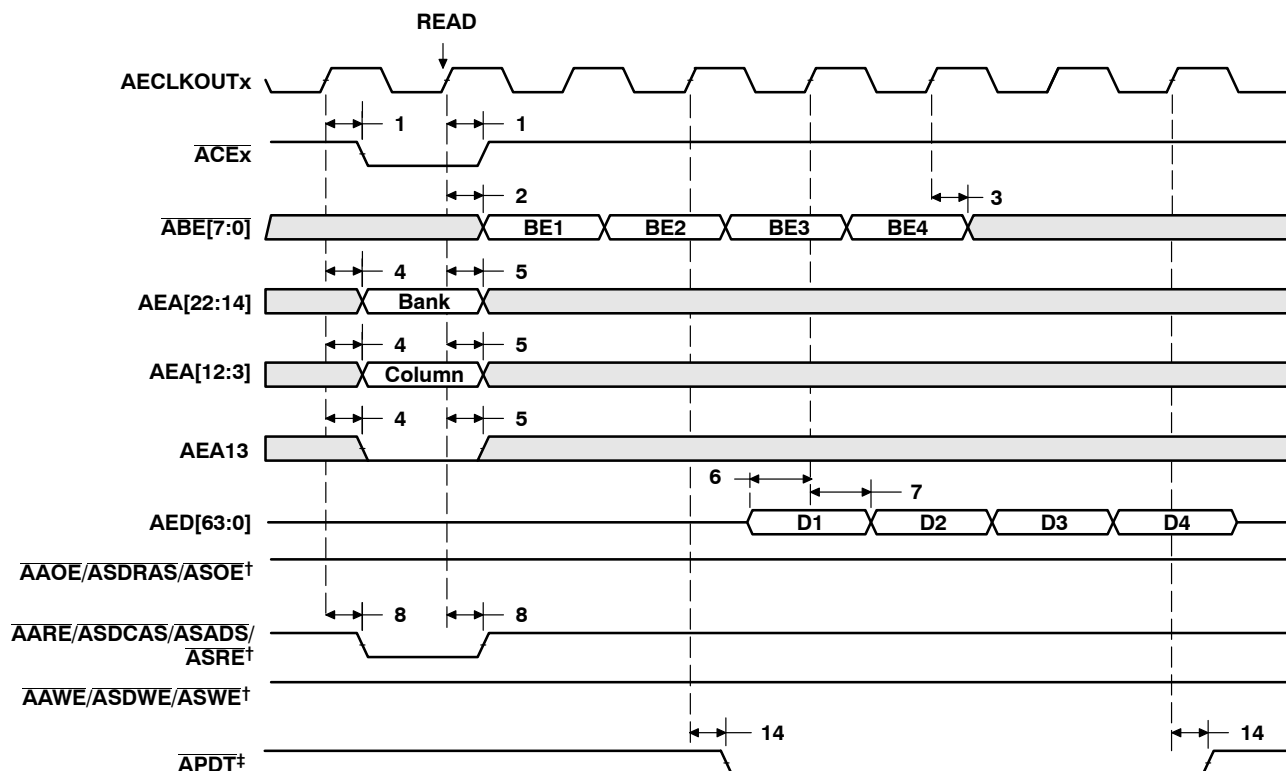 READ
AECLKOUTx
1 1
ACEx
2 3
ABE[7:0] BE1 BE2 BE3 BE4
4 5
AEA[22:14] Bank
4 5
AEA[12:3] Column
4 5
AEA13
6 7
AED[63:0] D1 D2 D3 D4
AAOE/ASDRAS/ASOE†
8 8
AARE/ASDCAS/ASADS/
ASRE†
AAWE/ASDWE/ASWE†
14 14
APDT‡